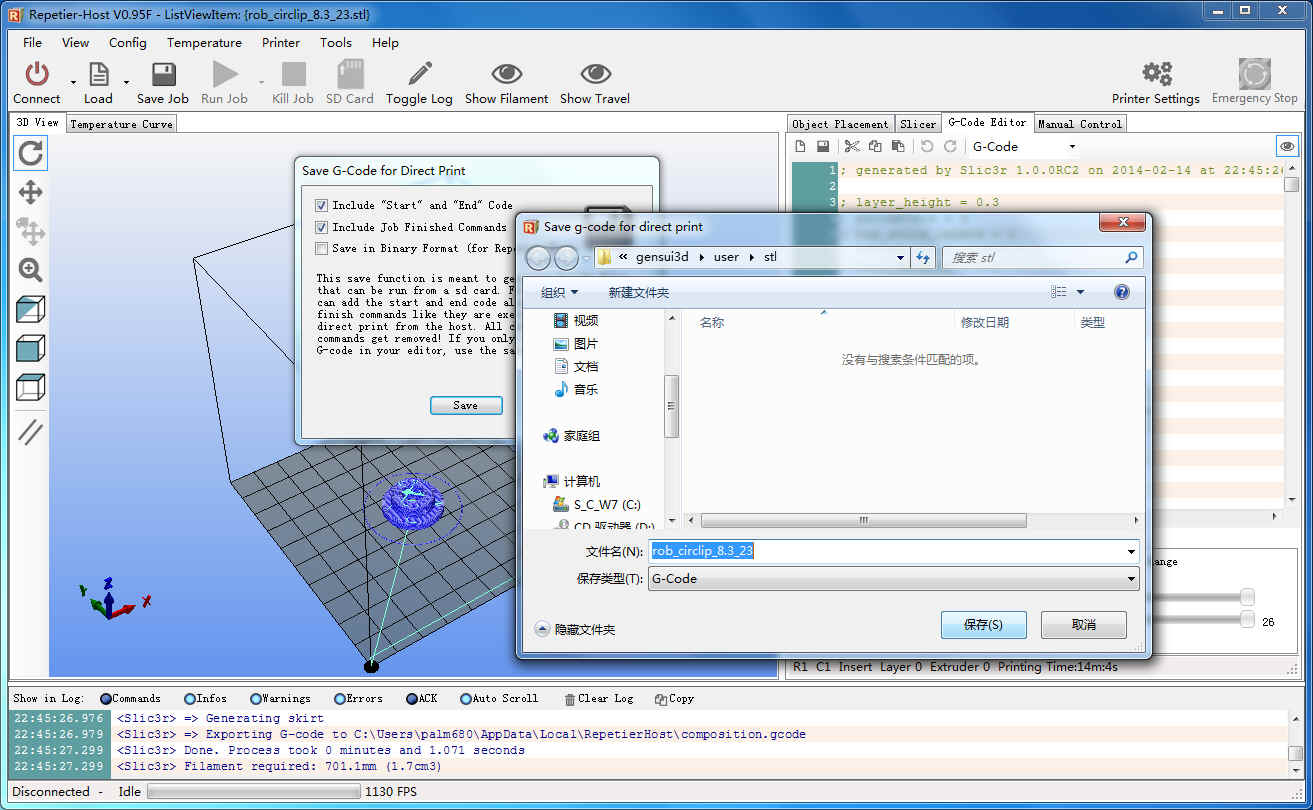 Repetier-Host V0.95F - ListViewItem: {rob_circlip_8.3_23.stl}
File View Config Temperature Printer Tools Help
Connect Load Save Job Run Job Kill Job SD Card Toggle Log Show Filament Show Travel Printer Settings Emergency Stop
3D View Temperature Curve
Object Placement Slicer G-Code Editor Manual Control
G-Code
1 ; generated by Slic3r 1.0.0RC2 on 2014-02-14 at 22:45:26
2
3 ; layer_height = 0.3
Save G-Code for Direct Print
Include "Start" and "End" Code
Include Job Finished Commands
Save in Binary Format (for Repe
This save function is meant to ge
that can be run from a sd card. F
can add the start and end code al
finish commands like they are exe
direct print from the host. All c
commands get removed! If you only
G-code in your editor, use the sa
Save
Save g-code for direct print
« gensui3d user stl
搜索 stl
组织 新建文件夹
视频
图片
文档
音乐
家庭组
计算机
S_C_W7 (C:)
CD 驱动器 (D:)
名称 修改日期 类型
没有与搜索条件匹配的项。
文件名(N): rob_circlip_8.3_23
保存类型(T): G-Code
隐藏文件夹 保存(S) 取消
Y Z X
ange
26
R1 C1 Insert Layer 0 Extruder 0 Printing Time:14m:4s
Show in Log: Commands Infos Warnings Errors ACK Auto Scroll Clear Log Copy
22:45:26.976 <Slic3r> => Generating skirt
22:45:26.979 <Slic3r> => Exporting G-code to C:\Users\palm680\AppData\Local\RepetierHost\composition.gcode
22:45:27.299 <Slic3r> Done. Process took 0 minutes and 1.071 seconds
22:45:27.299 <Slic3r> Filament required: 701.1mm (1.7cm3)
Disconnected - Idle 1130 FPS